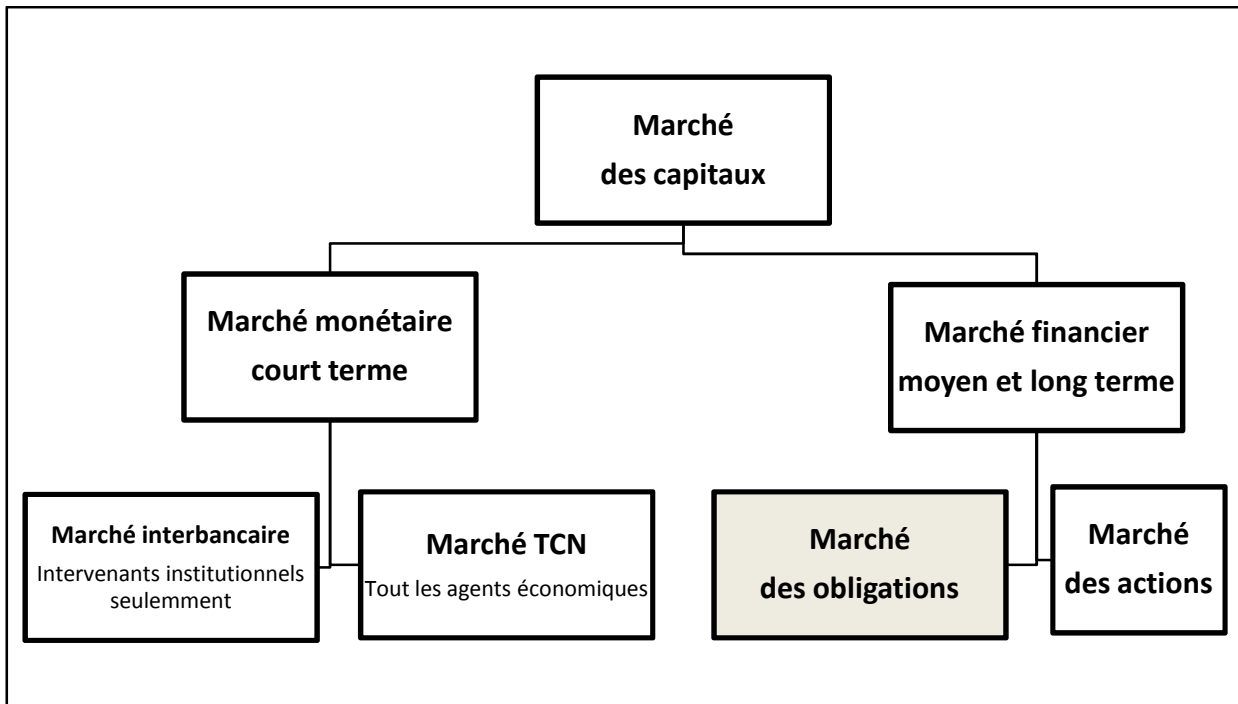 Marché
des capitaux
Marché monétaire
court terme
Marché financier
moyen et long terme
Marché interbancaire
Intervenants institutionnels
seulemment
Marché TCN
Tout les agents économiques
Marché
des obligations
Marché
des actions